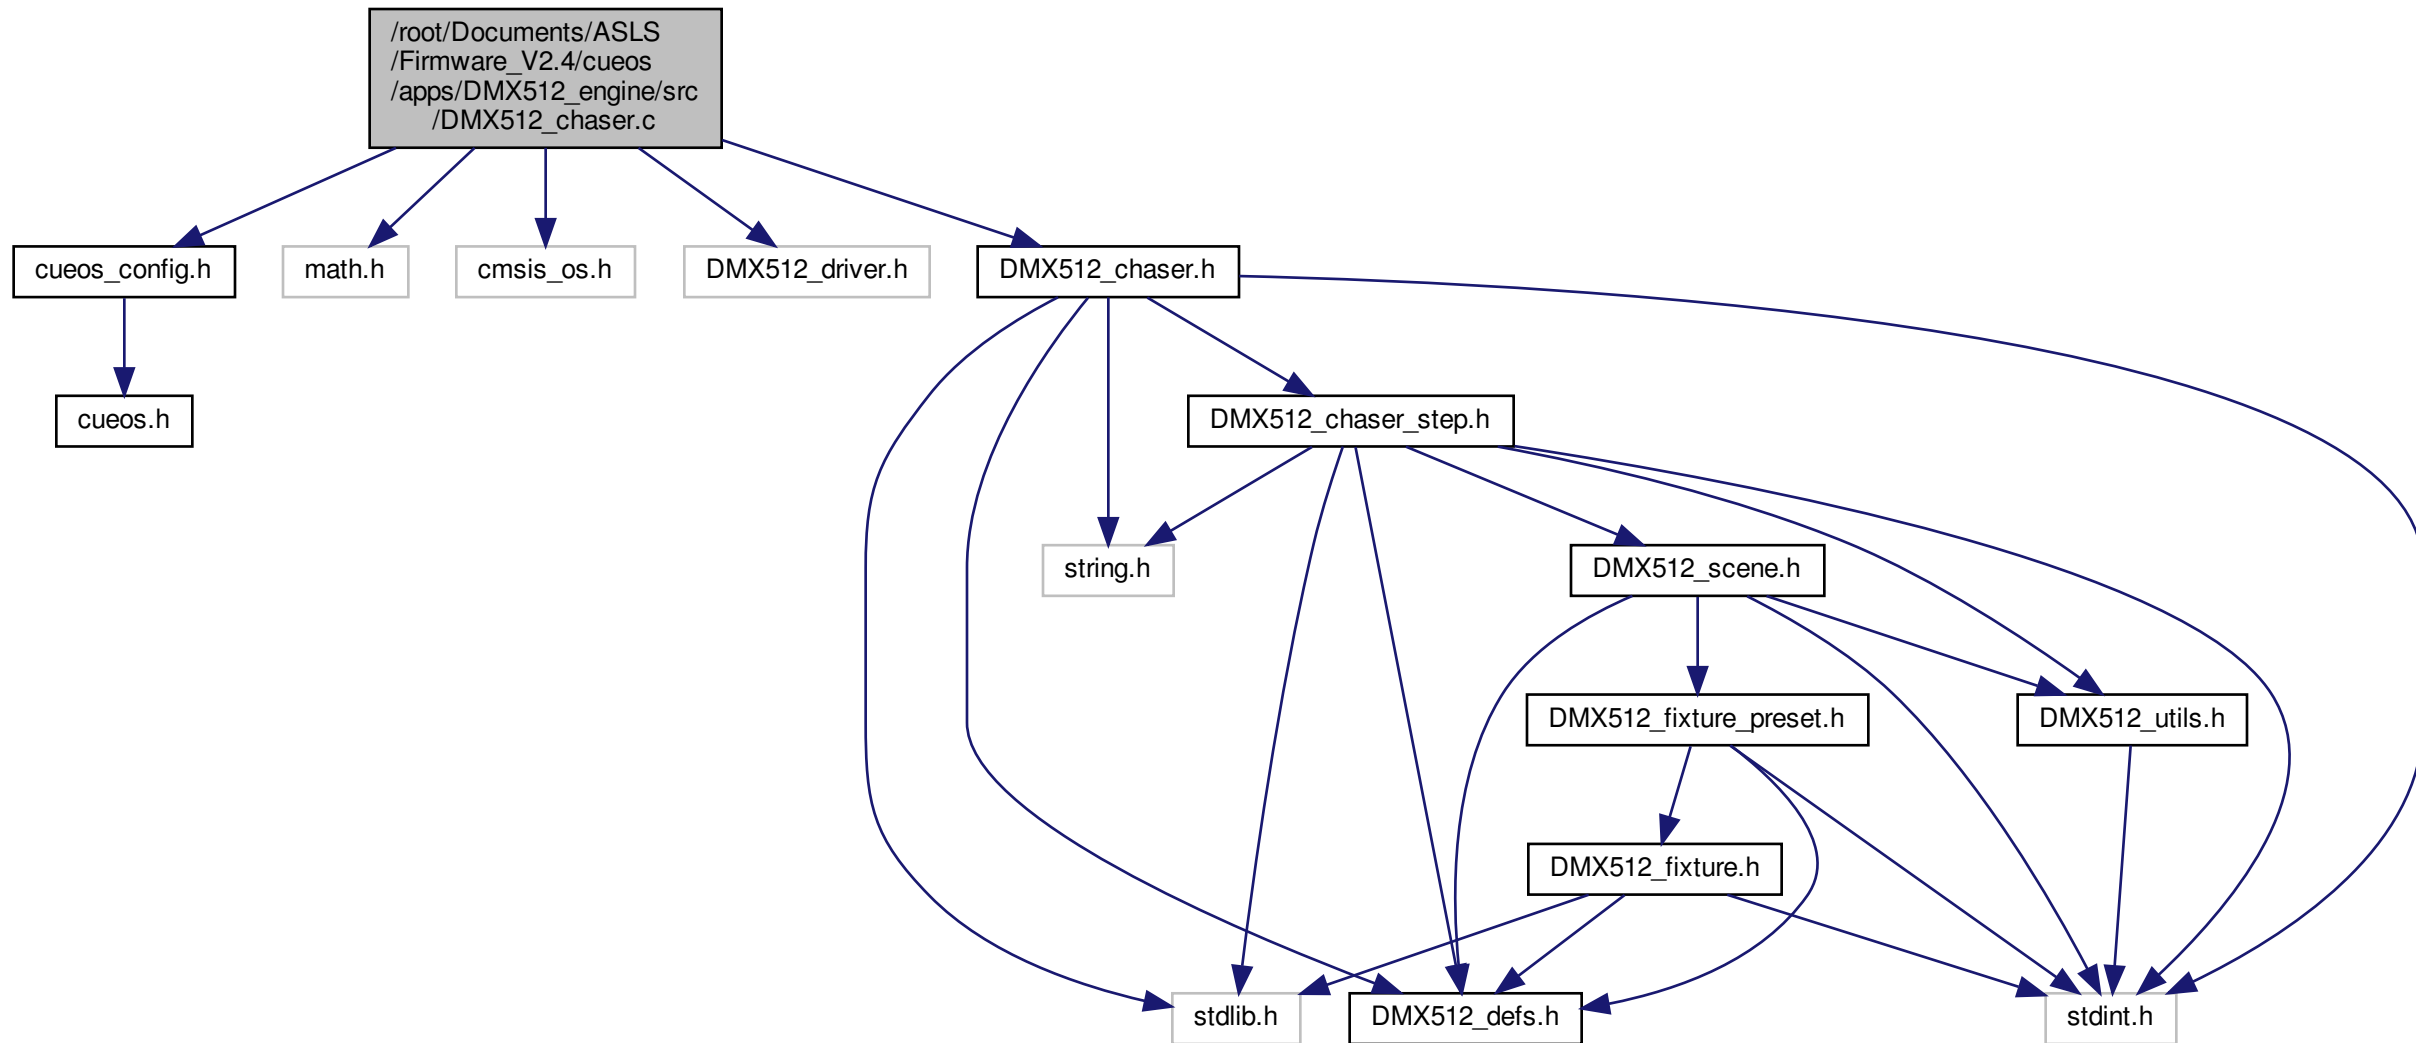 /root/Documents/ASLS
/Firmware_V2.4/cueos
/apps/DMX512_engine/src
/DMX512_chaser.c
cueos_config.h
math.h
cmsis_os.h
DMX512_driver.h
DMX512_chaser.h
cueos.h
DMX512_chaser_step.h
string.h
DMX512_scene.h
DMX512_fixture_preset.h
DMX512_utils.h
DMX512_fixture.h
stdlib.h
DMX512_defs.h
stdint.h